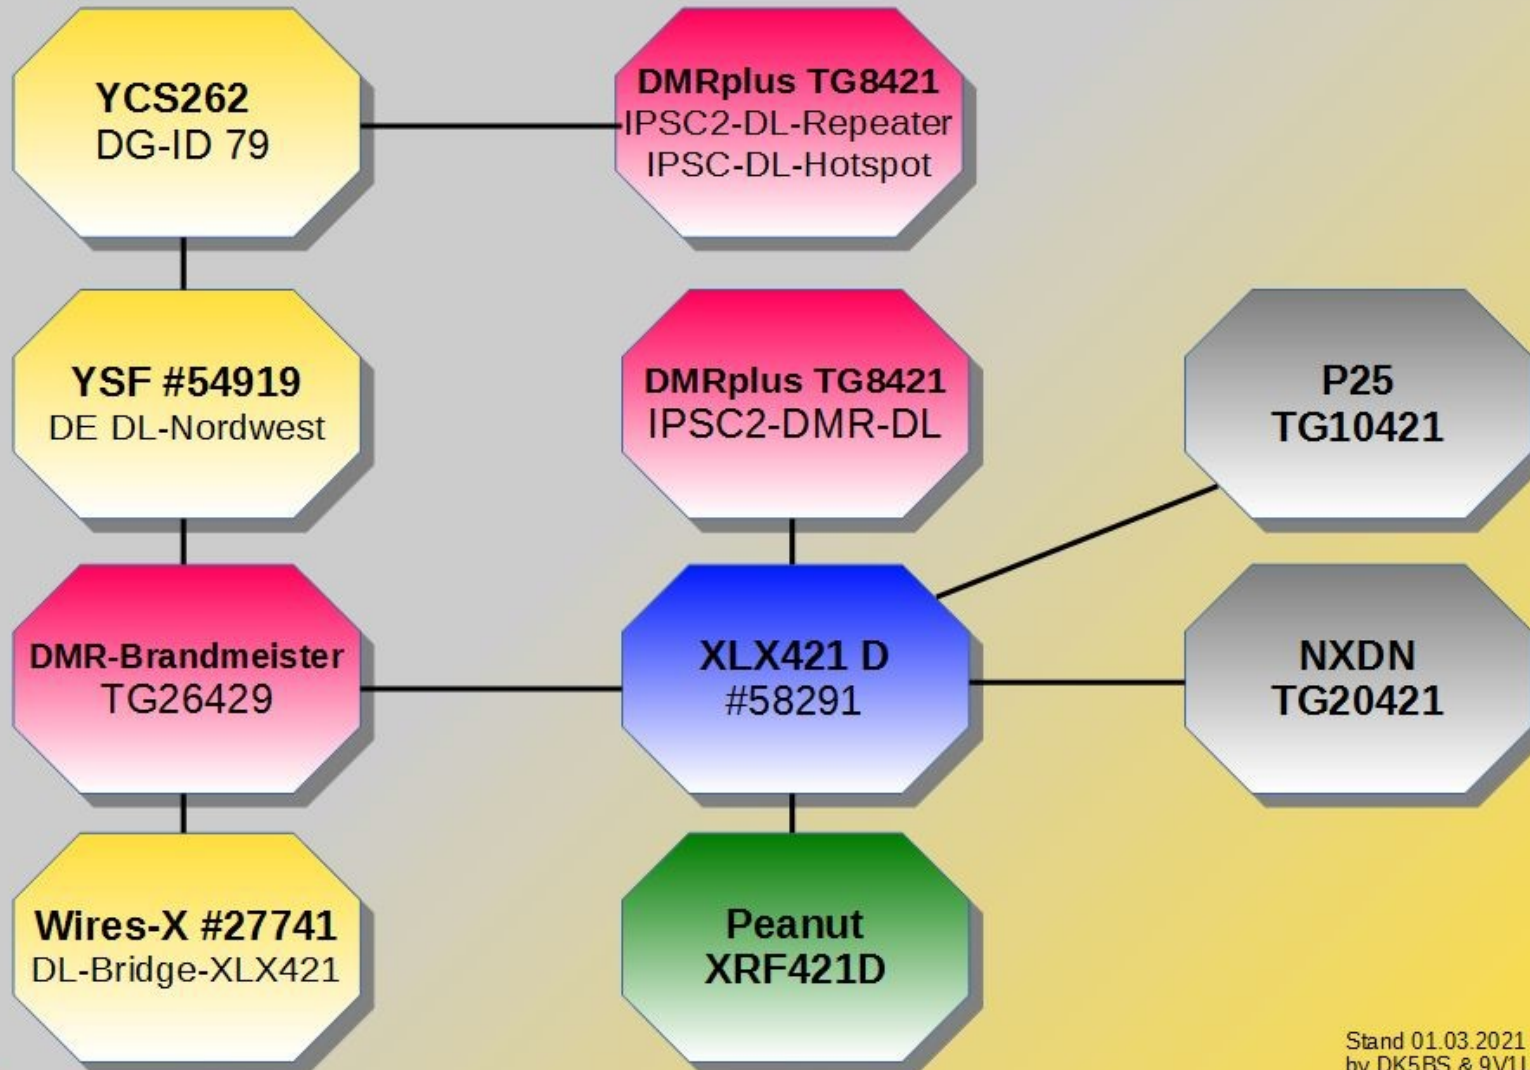 YCS262
DG-ID 79
DMRplus TG8421
IPSC2-DL-Repeater
IPSC-DL-Hotspot
YSF #54919
DE DL-Nordwest
DMRplus TG8421
IPSC2-DMR-DL
P25
TG10421
DMR-Brandmeister
TG26429
XLX421 D
#58291
NXDN
TG20421
Wires-X #27741
DL-Bridge-XLX421
Peanut
XRF421D
Stand 01.03.2021
by DK5BS &